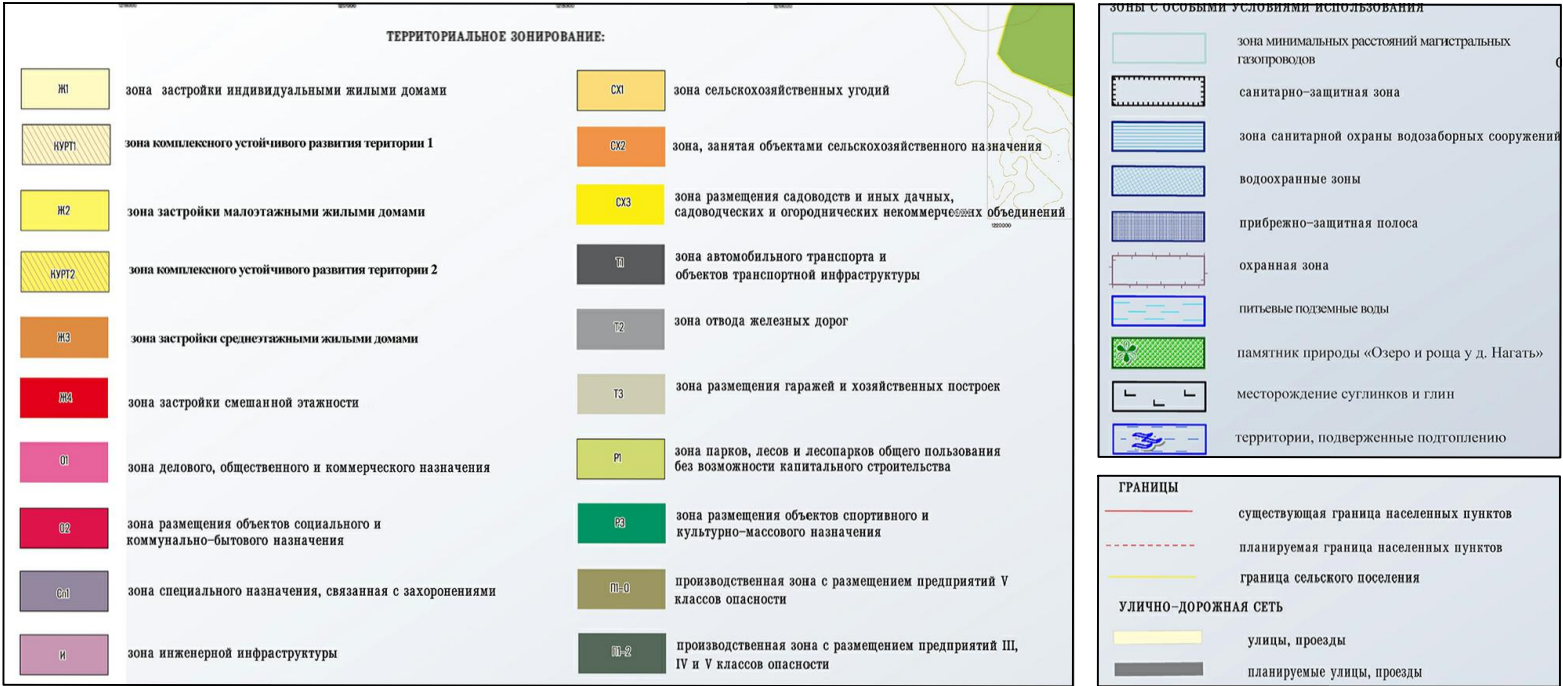 ТЕРРИТОРИАЛЬНОЕ ЗОНИРОВАНИЕ:
Ж1
зона застройки индивидуальными жилыми домами
КУРТ1
зона комплексного устойчивого развития територии 1
Ж2
зона застройки малоэтажными жилыми домами
КУРТ2
зона комплексного устойчивого развития територии 2
Ж3
зона застройки среднеэтажными жилыми домами
Ж4
зона застройки смешанной этажности
О1
зона делового, общественного и коммерческого назначения
О2
зона размещения объектов социального и
коммунально-бытового назначения
Сп1
зона специального назначения, связанная с захоронениями
И
зона инженерной инфраструктуры
СХ1
зона сельскохозяйственных угодий
СХ2
зона, занятая объектами сельскохозяйственного назначения
СХ3
зона размещения садоводств и иных дачных,
садоводческих и огороднических некоммерческих объединений
1220000
Т1
зона автомобильного транспорта и
объектов транспортной инфраструктуры
Т2
зона отвода железных дорог
Т3
зона размещения гаражей и хозяйственных построек
Р1
зона парков, лесов и лесопарков общего пользования
без возможности капитального строительства
Р3
зона размещения объектов спортивного и
культурно-массового назначения
П1-0
производственная зона с размещением предприятий V
классов опасности
П1-2
производственная зона с размещением предприятий III,
IV и V классов опасности
ЗОНЫ С ОСОБЫМИ УСЛОВИЯМИ ИСПОЛЬЗОВАНИЯ
зона минимальных расстояний магистральных
газопроводов
санитарно-защитная зона
зона санитарной охраны водозаборных сооружений
водоохранные зоны
прибрежно-защитная полоса
охранная зона
питьевые подземные воды
памятник природы «Озеро и роща у д. Нагать»
месторождение суглинков и глин
территории, подверженные подтоплению
ГРАНИЦЫ
существующая граница населенных пунктов
планируемая граница населенных пунктов
граница сельского поселения
УЛИЧНО-ДОРОЖНАЯ СЕТЬ
улицы, проезды
планируемые улицы, проезды